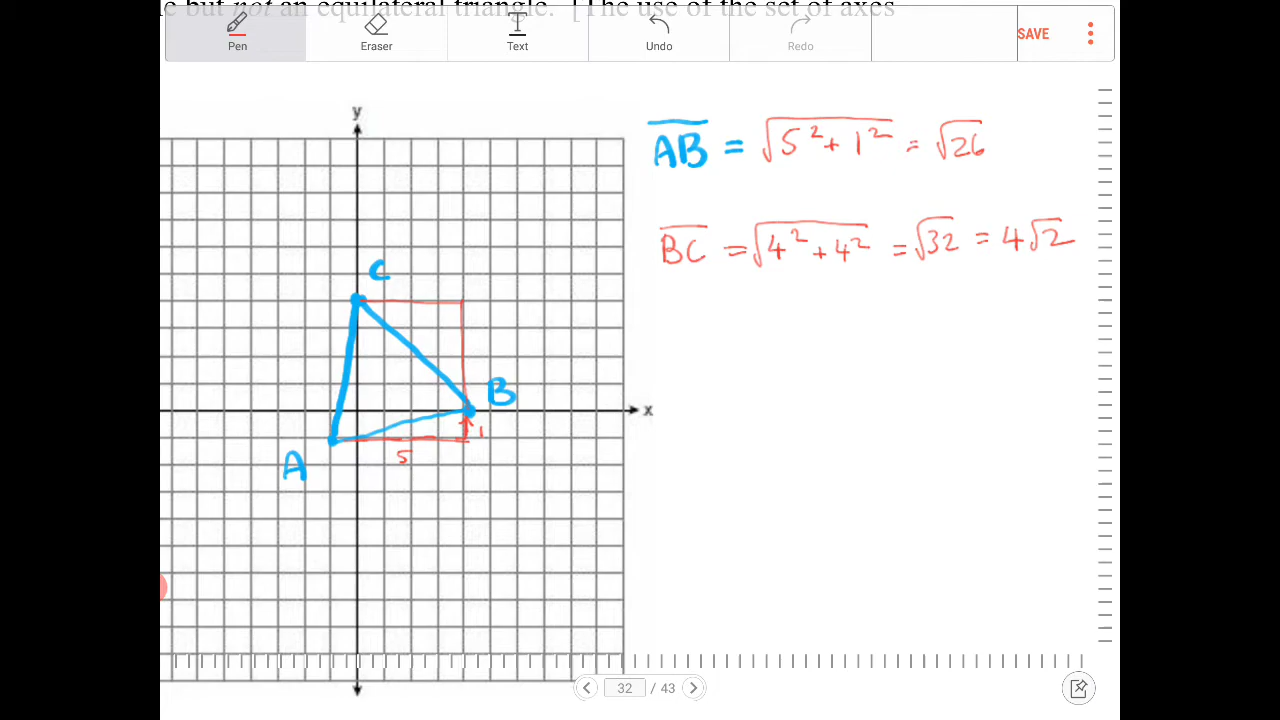 le but not an equilateral triangle. [The use of the set of axes
Pen
Eraser
Text
Undo
Redo
SAVE
y
AB = √5² + 1² = √26
BC = √4² + 4² = √32 = 4√2
C
B
x
1
5
A
32 / 43